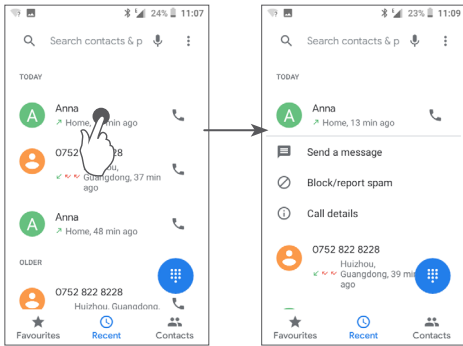 24% 11:07
Search contacts & p
TODAY
Anna
Home, min ago
0752 28
Guangdong, 37 min
ago
Anna
Home, 48 min ago
OLDER
0752 822 8228
Huizhou, Guangdong,
Favourites Recent Contacts
23% 11:09
Search contacts & p
TODAY
Anna
Home, 13 min ago
Send a message
Block/report spam
Call details
0752 822 8228
Huizhou,
Guangdong, 39 min
ago
Favourites Recent Contacts